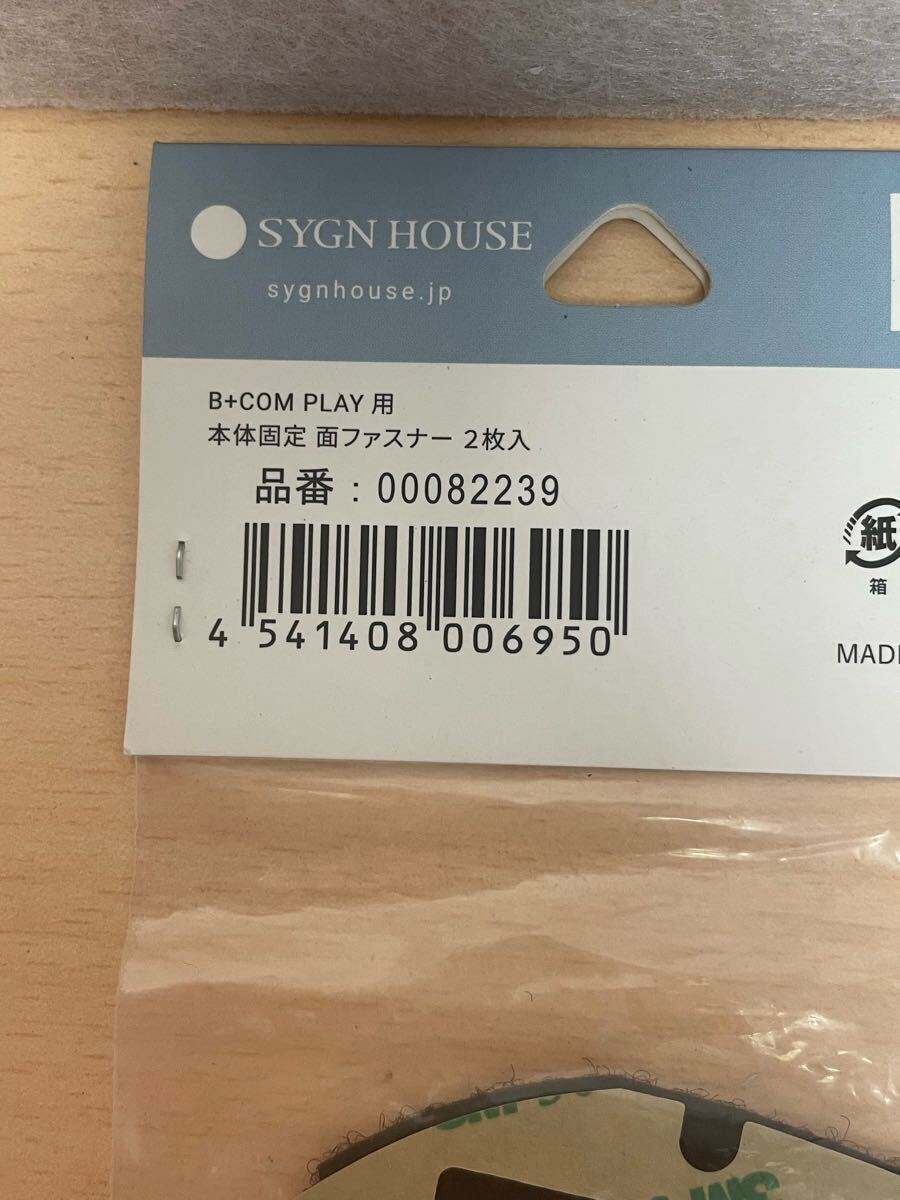 SYGN HOUSE
sygnhouse.jp
B+COM PLAY 用
本体固定 面ファスナー 2枚入
品番：00082239
4 541408 006950
紙
箱